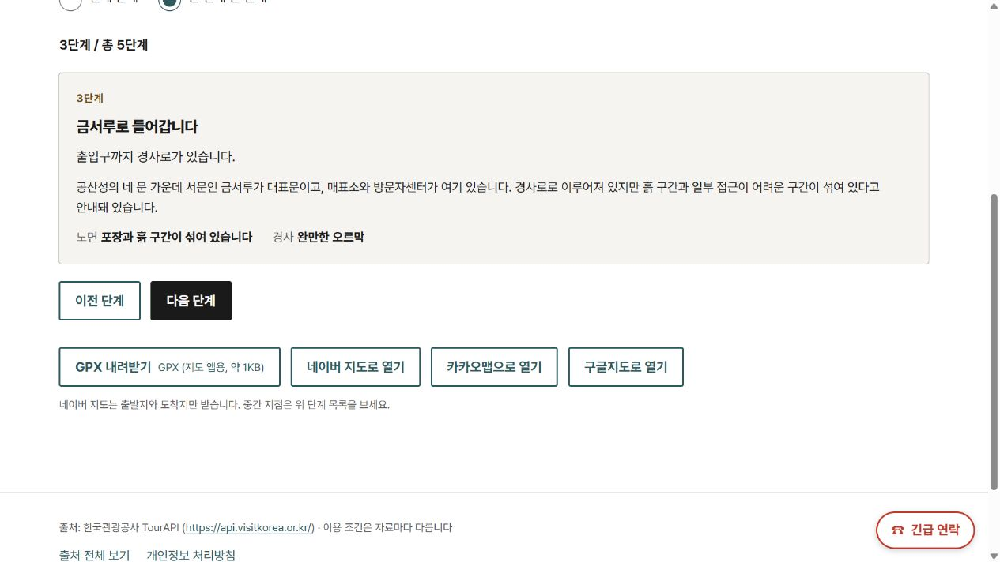 3단계 / 총 5단계
3단계
금서루로 들어갑니다
출입구까지 경사로가 있습니다.
공산성의 네 문 가운데 서문인 금서루가 대표문이고, 매표소와 방문자센터가 여기 있습니다. 경사로로 이루어져 있지만 흙 구간과 일부 접근이 어려운 구간이 섞여 있다고
안내돼 있습니다.
노면 포장과 흙 구간이 섞여 있습니다 경사 완만한 오르막
이전 단계 다음 단계
GPX 내려받기 GPX (지도 앱용, 약 1KB) 네이버 지도로 열기 카카오맵으로 열기 구글지도로 열기
네이버 지도는 출발지와 도착지만 받습니다. 중간 지점은 위 단계 목록을 보세요.
출처: 한국관광공사 TourAPI (https://api.visitkorea.or.kr/) · 이용 조건은 자료마다 다릅니다
☎ 긴급 연락
출처 전체 보기 개인정보 처리방침